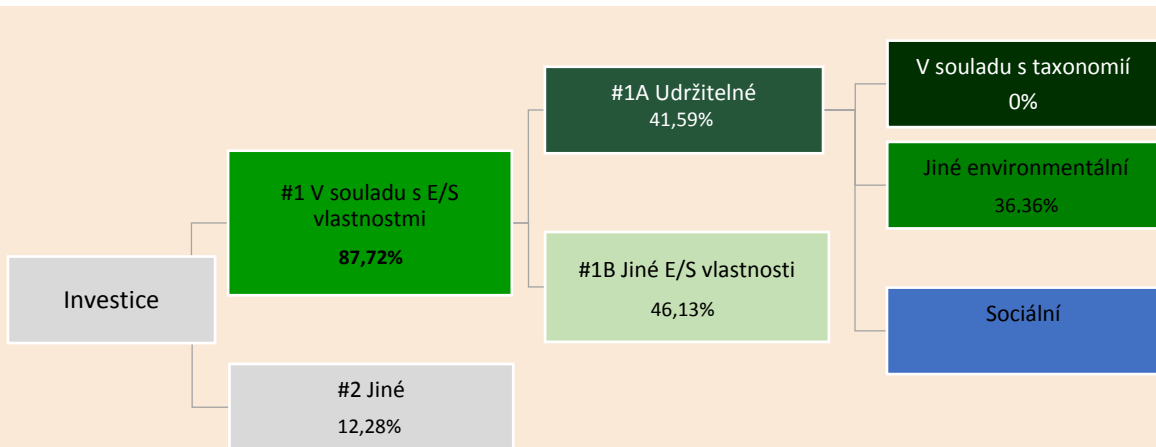 Investice
#1 V souladu s E/S
vlastnostmi
87,72%
#2 Jiné
12,28%
#1A Udržitelné
41,59%
#1B Jiné E/S vlastnosti
46,13%
V souladu s taxonomií
0%
Jiné environmentální
36,36%
Sociální